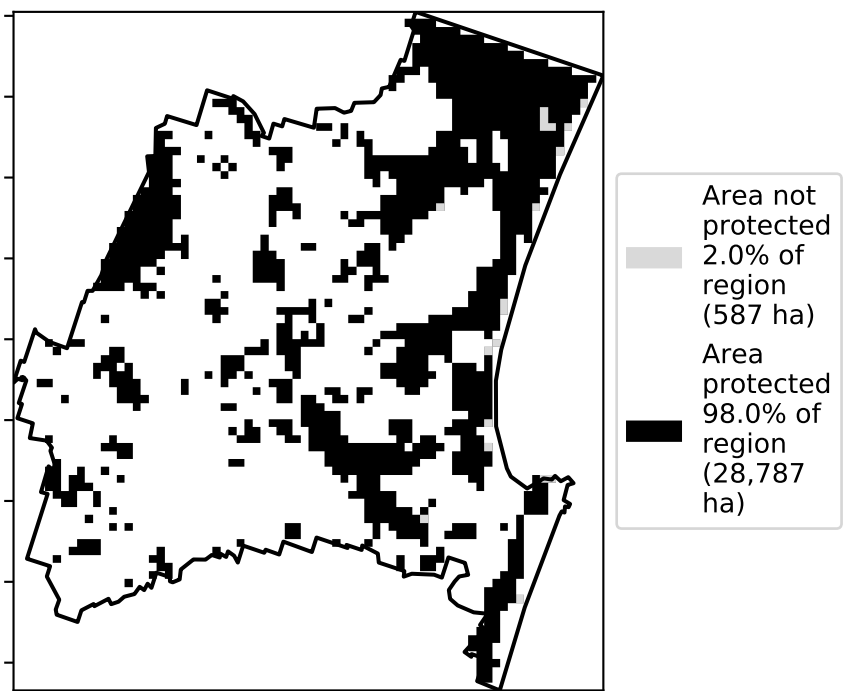 Area not
protected
2.0% of
region
(587 ha)
Area
protected
98.0% of
region
(28,787
ha)